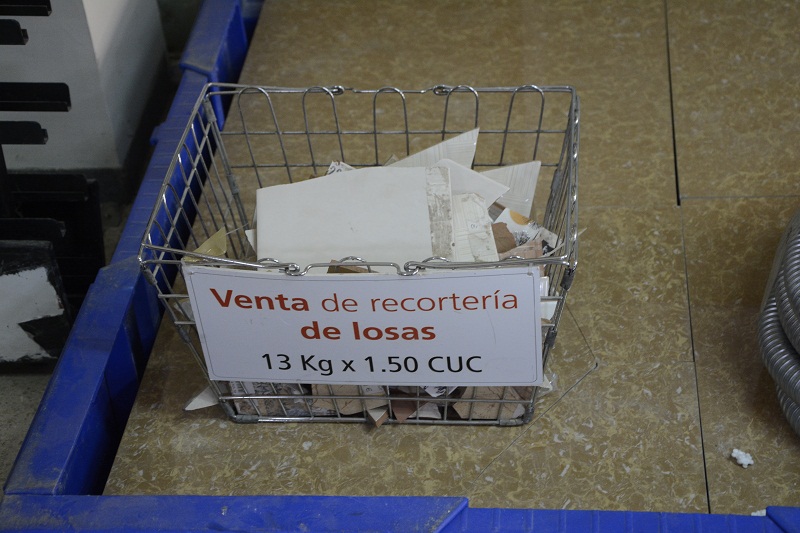 Venta de recortería
de losas
13 Kg x 1.50 CUC